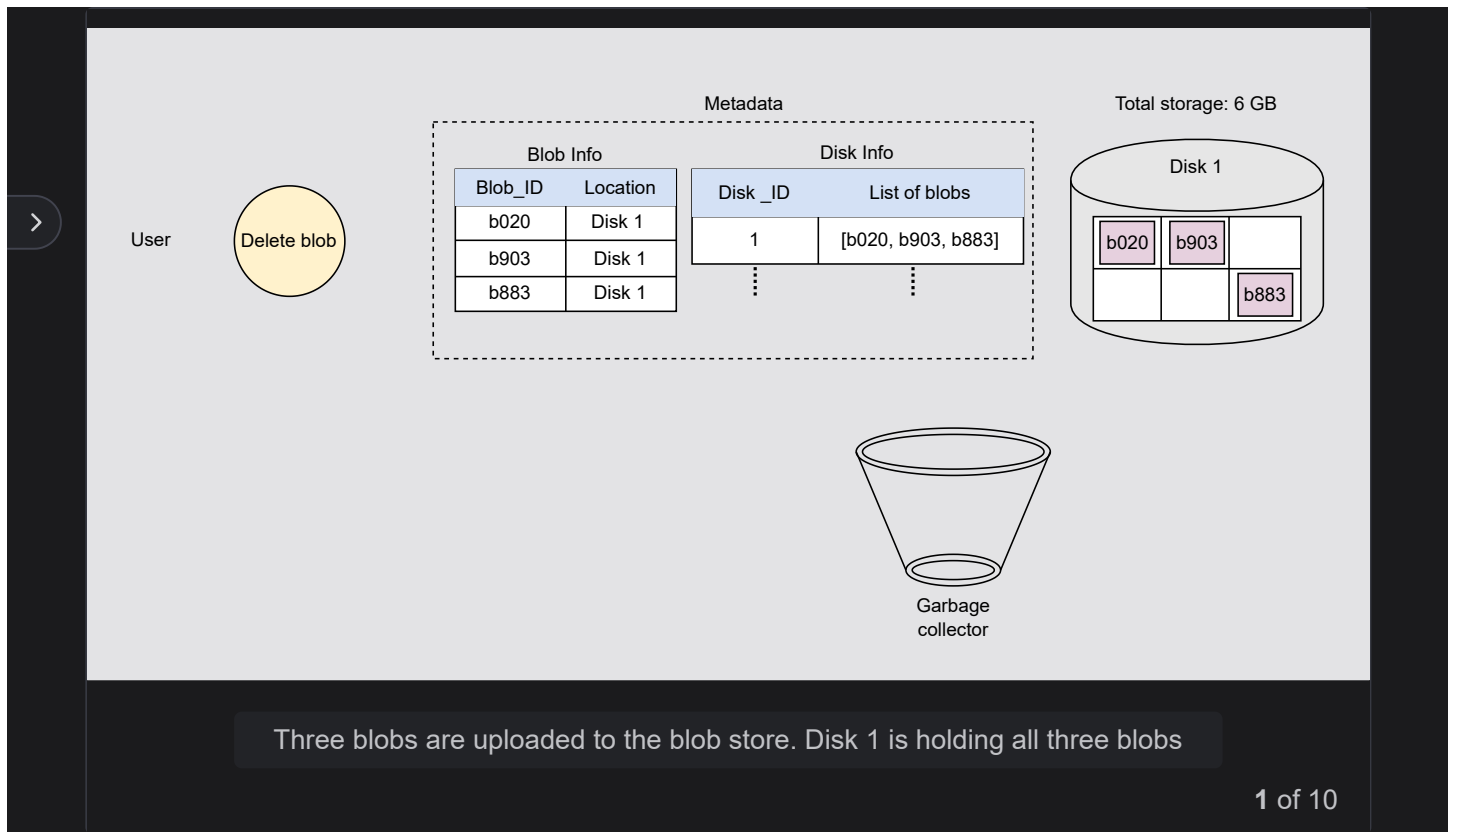 Metadata
Total storage: 6 GB
Blob Info
Disk Info
Disk 1
Blob_ID Location
Disk _ID List of blobs
b020 Disk 1
b903 Disk 1
b883 Disk 1
1 [b020, b903, b883]
b020 b903
b883
User
Delete blob
Garbage
collector
Three blobs are uploaded to the blob store. Disk 1 is holding all three blobs
1 of 10